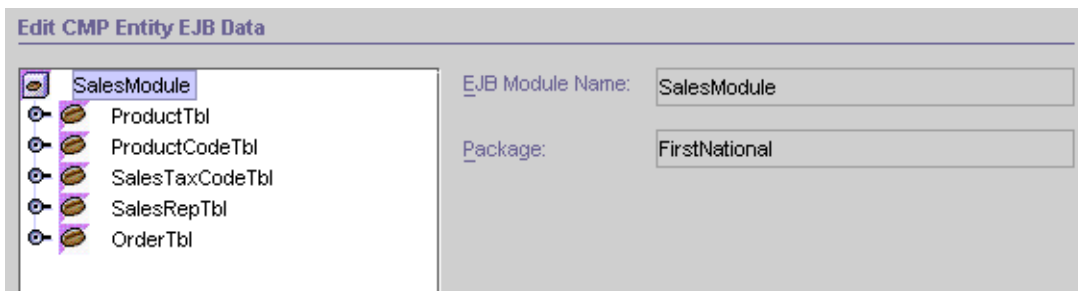 Edit CMP Entity EJB Data
SalesModule
ProductTbl
ProductCodeTbl
SalesTaxCodeTbl
SalesRepTbl
OrderTbl
EJB Module Name: SalesModule
Package: FirstNational